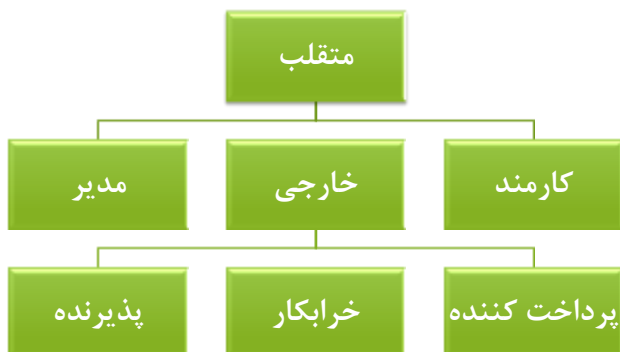 متقلب
کارمند
خارجی
مدیر
پرداخت کننده
خرابکار
پذیرنده